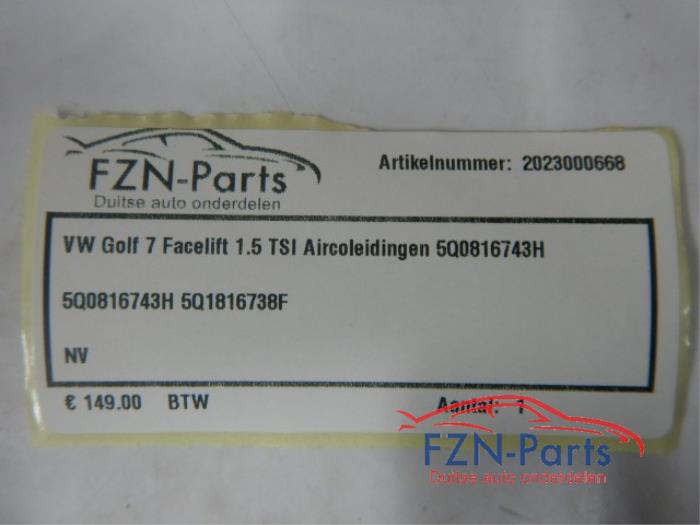 FZN-Parts
Duitse auto onderdelen
Artikelnummer: 2023000668
VW Golf 7 Facelift 1.5 TSI Aircoleidingen 5Q0816743H
5Q0816743H 5Q1816738F
NV
€ 149.00 BTW Aantal: 1
FZN-Parts
Duitse auto onderdelen